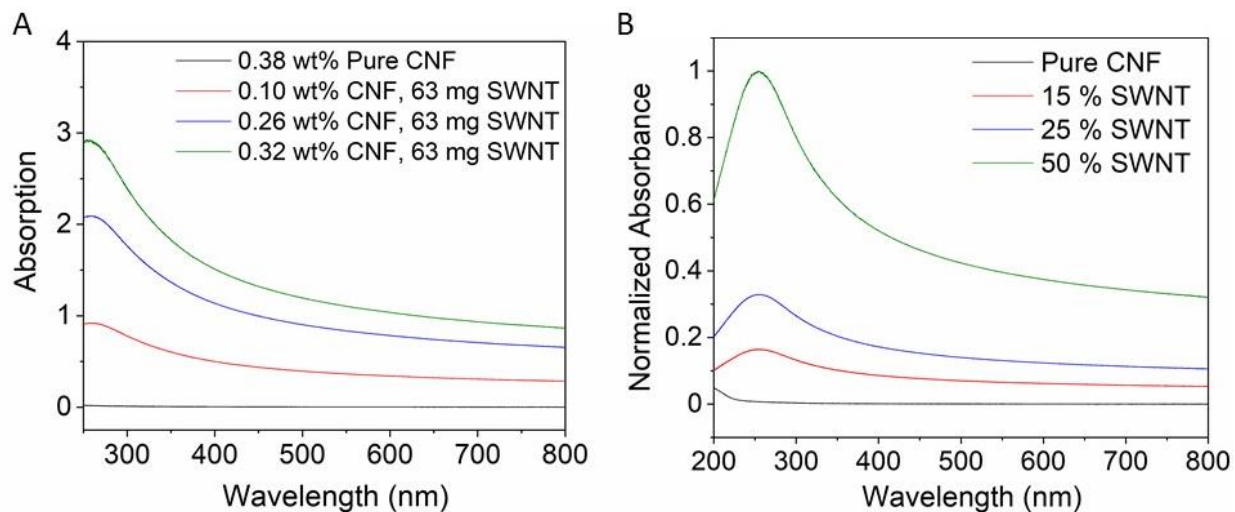 A
4
3
2
1
0
Absorption
0.38 wt% Pure CNF
0.10 wt% CNF, 63 mg SWNT
0.26 wt% CNF, 63 mg SWNT
0.32 wt% CNF, 63 mg SWNT
300 400 500 600 700 800
Wavelength (nm)
B
1
0.8
0.6
0.4
0.2
0
Normalized Absorbance
Pure CNF
15 % SWNT
25 % SWNT
50 % SWNT
200 300 400 500 600 700 800
Wavelength (nm)